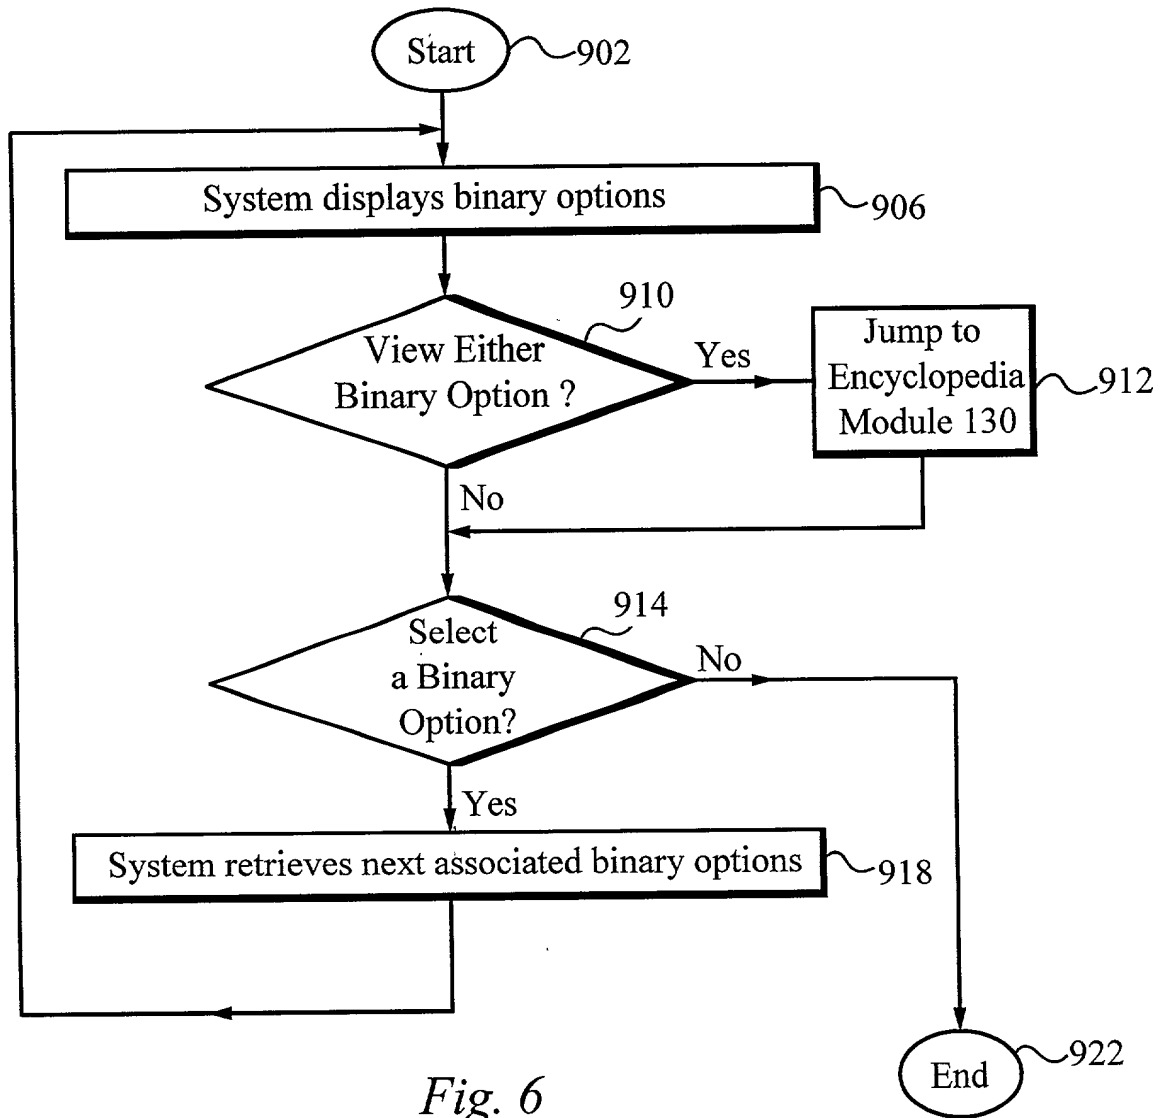 Start
902
System displays binary options
906
910
View Either
Binary Option ?
Yes
Jump to
Encyclopedia
Module 130
912
No
914
Select
a Binary
Option?
No
Yes
System retrieves next associated binary options
918
End
922
Fig. 6